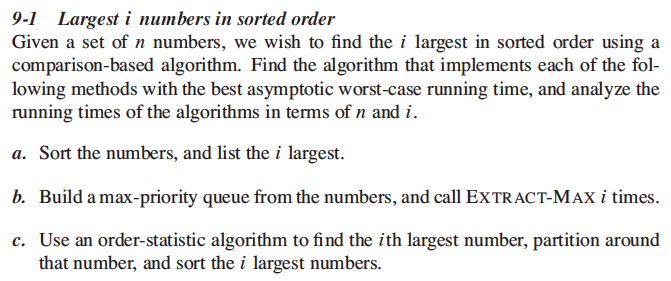 9-1 Largest i numbers in sorted order
Given a set of n numbers, we wish to find the i largest in sorted order using a
comparison-based algorithm. Find the algorithm that implements each of the fol-
lowing methods with the best asymptotic worst-case running time, and analyze the
running times of the algorithms in terms of n and i.
a. Sort the numbers, and list the i largest.
b. Build a max-priority queue from the numbers, and call EXTRACT-MAX i times.
c. Use an order-statistic algorithm to find the ith largest number, partition around
that number, and sort the i largest numbers.